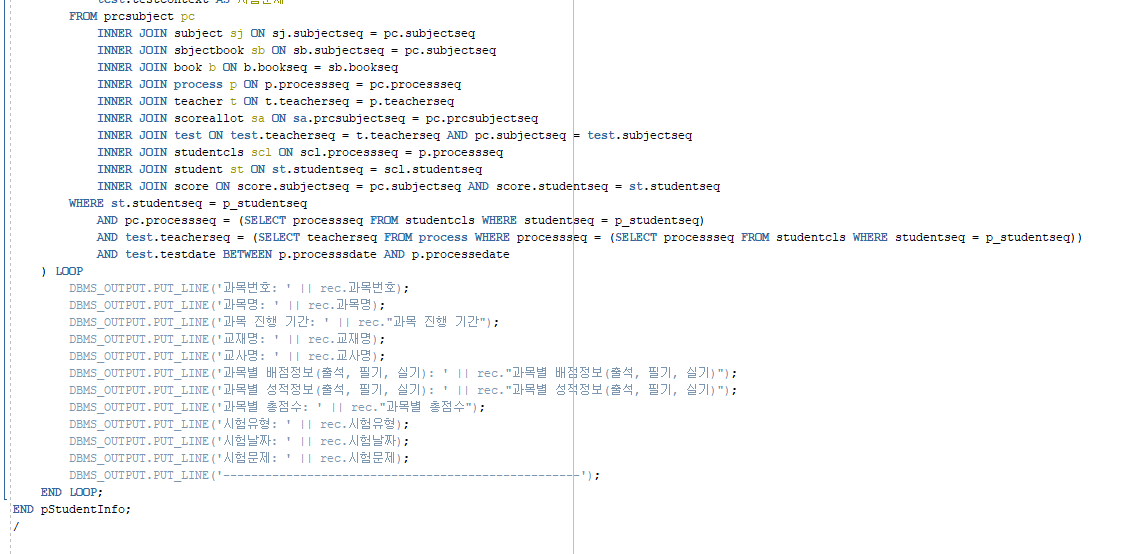 FROM prcsubject pc
INNER JOIN subject sj ON sj.subjectseq = pc.subjectseq
INNER JOIN sbjectbook sb ON sb.subjectseq = pc.subjectseq
INNER JOIN book b ON b.bookseq = sb.bookseq
INNER JOIN process p ON p.processseq = pc.processseq
INNER JOIN teacher t ON t.teacherseq = p.teacherseq
INNER JOIN scoreallot sa ON sa.prcsubjectseq = pc.prcsubjectseq
INNER JOIN test ON test.teacherseq = t.teacherseq AND pc.subjectseq = test.subjectseq
INNER JOIN studentcls scl ON scl.processseq = p.processseq
INNER JOIN student st ON st.studentseq = scl.studentseq
INNER JOIN score ON score.subjectseq = pc.subjectseq AND score.studentseq = st.studentseq
WHERE st.studentseq = p_studentseq
AND pc.processseq = (SELECT processseq FROM studentcls WHERE studentseq = p_studentseq)
AND test.teacherseq = (SELECT teacherseq FROM process WHERE processseq = (SELECT processseq FROM studentcls WHERE studentseq = p_studentseq))
AND test.testdate BETWEEN p.processsdate AND p.processedate
) LOOP
DBMS_OUTPUT.PUT_LINE('과목번호: ' || rec.과목번호);
DBMS_OUTPUT.PUT_LINE('과목명: ' || rec.과목명);
DBMS_OUTPUT.PUT_LINE('과목 진행 기간: ' || rec."과목 진행 기간");
DBMS_OUTPUT.PUT_LINE('교재명: ' || rec.교재명);
DBMS_OUTPUT.PUT_LINE('교사명: ' || rec.교사명);
DBMS_OUTPUT.PUT_LINE('과목별 배점정보(출석, 필기, 실기): ' || rec."과목별 배점정보(출석, 필기, 실기)");
DBMS_OUTPUT.PUT_LINE('과목별 성적정보(출석, 필기, 실기): ' || rec."과목별 성적정보(출석, 필기, 실기)");
DBMS_OUTPUT.PUT_LINE('과목별 총점수: ' || rec."과목별 총점수");
DBMS_OUTPUT.PUT_LINE('시험유형: ' || rec.시험유형);
DBMS_OUTPUT.PUT_LINE('시험날짜: ' || rec.시험날짜);
DBMS_OUTPUT.PUT_LINE('시험문제: ' || rec.시험문제);
DBMS_OUTPUT.PUT_LINE('---------------------------------------------------');
END LOOP;
END pStudentInfo;
/